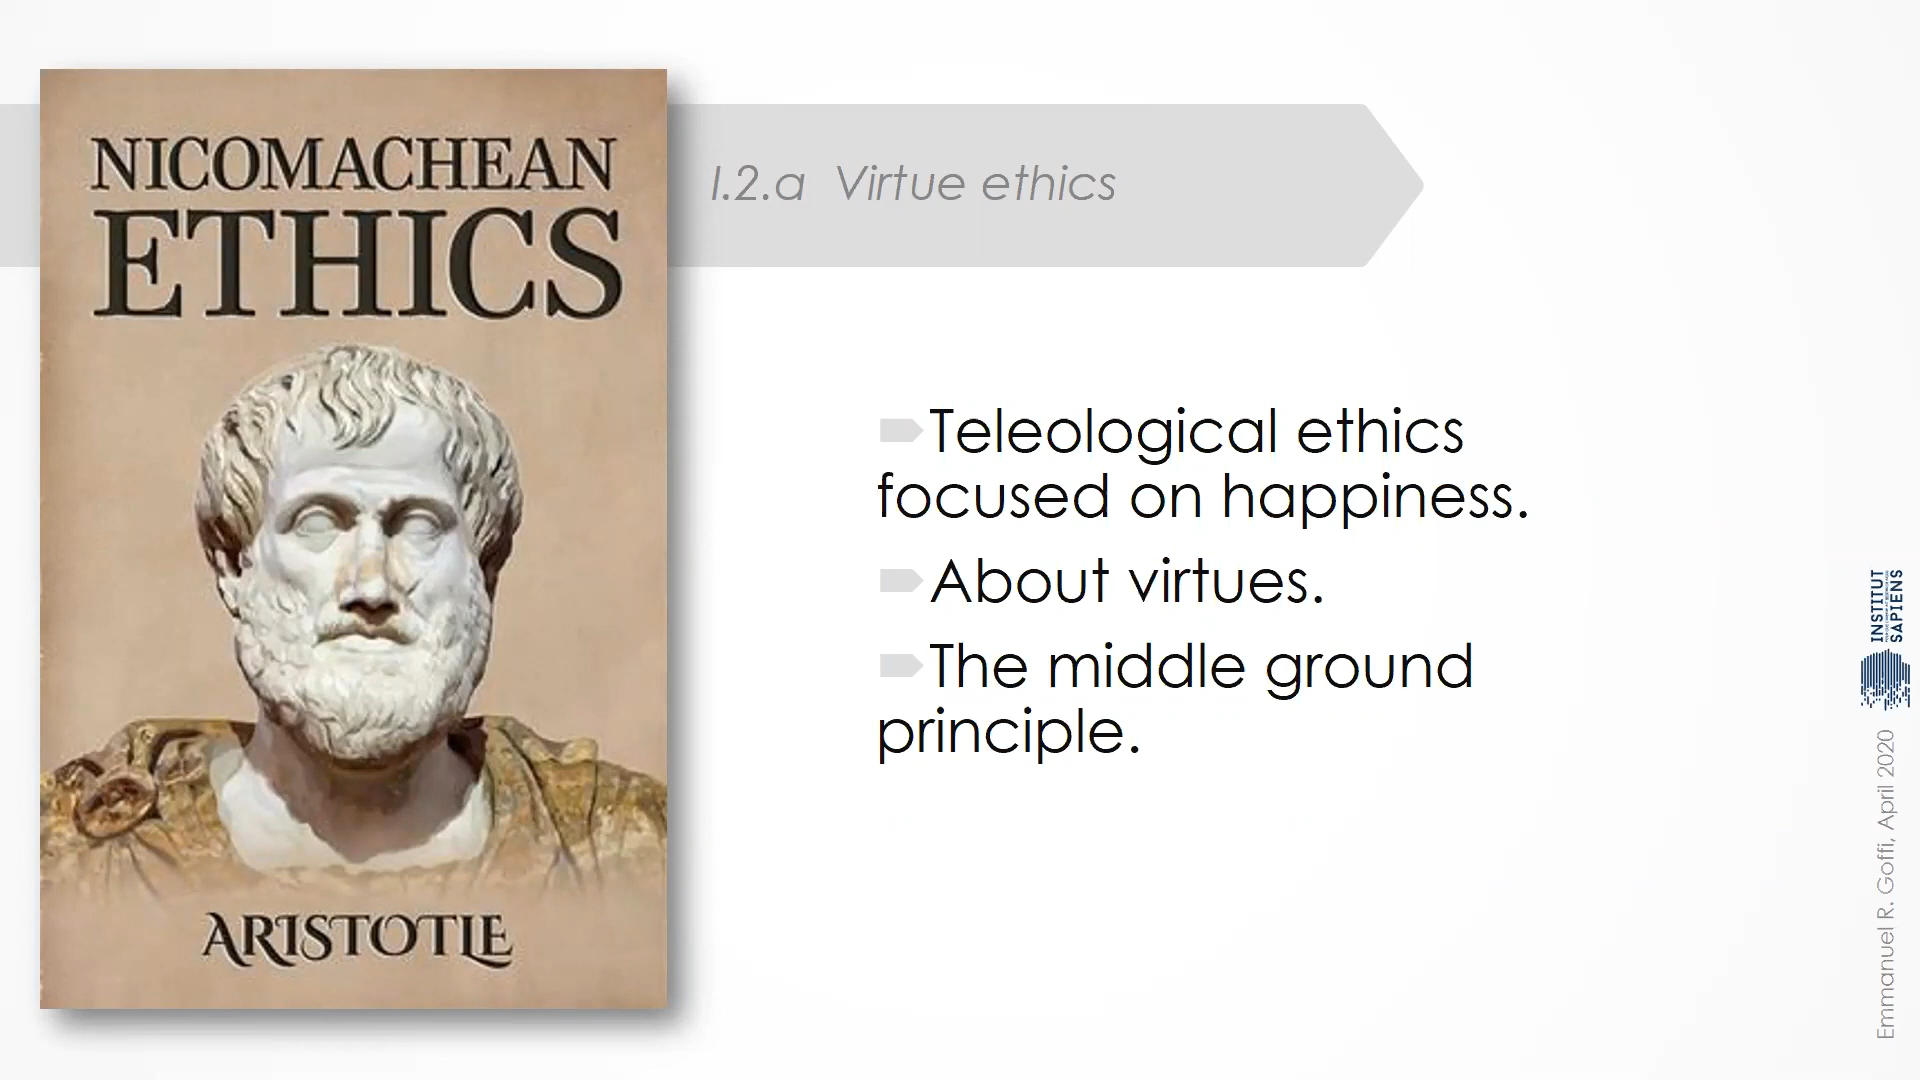 NICOMACHEAN
ETHICS
ARISTOTLE
I.2.a Virtue ethics
Teleological ethics
focused on happiness.
About virtues.
The middle ground
principle.
INSTITUT
SAPIENS
Emmanuel R. Goffi, April 2020